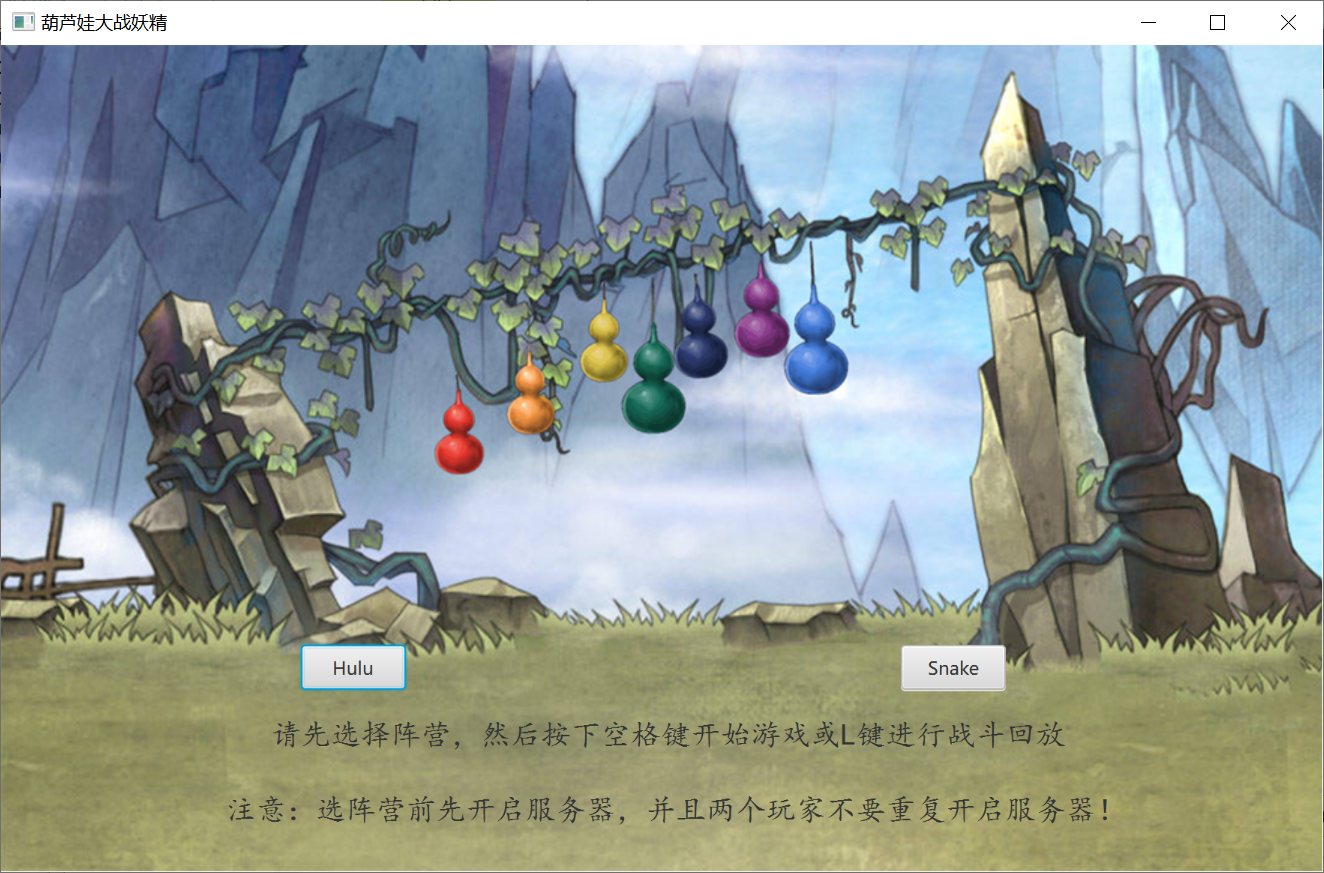 葫芦娃大战妖精
Hulu
Snake
请先选择阵营，然后按下空格键开始游戏或L键进行战斗回放
注意：选阵营前先开启服务器，并且两个玩家不要重复开启服务器！